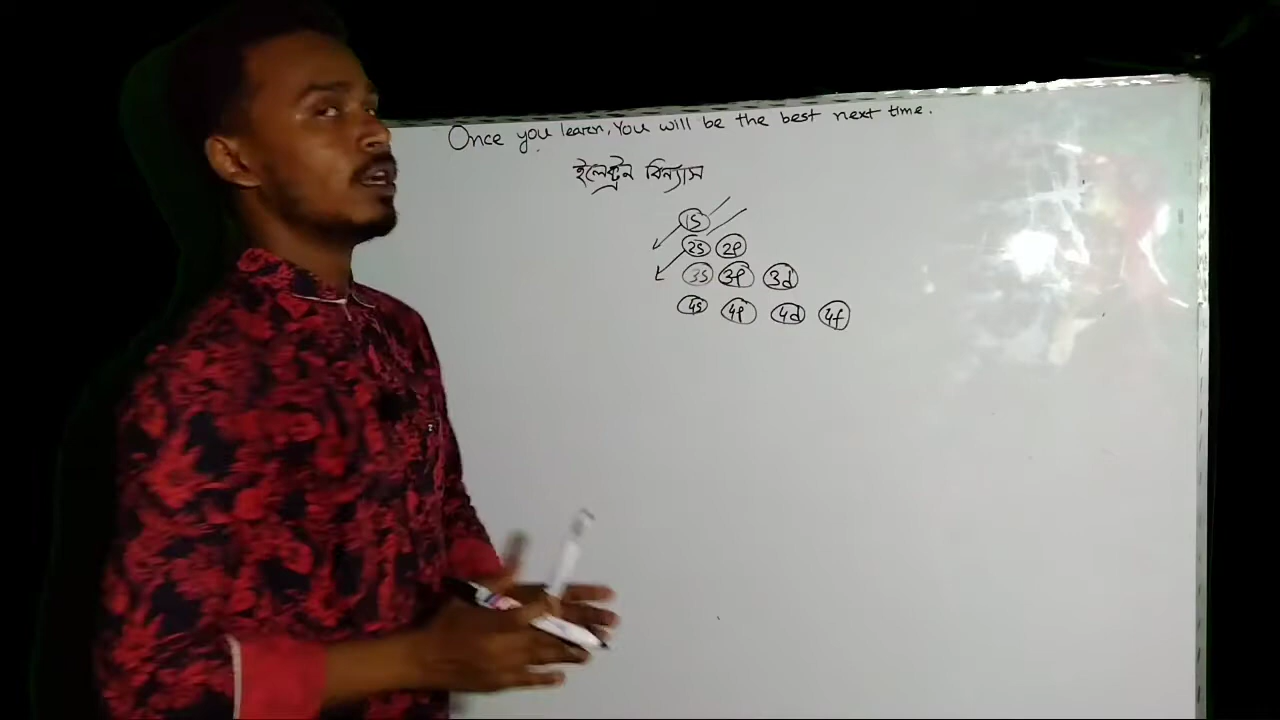 Once you learn, You will be the best next time.
ইলেক্ট্রন বিন্যাস
1s
2s 2p
3s 3p 3d
4s 4p 4d 4f